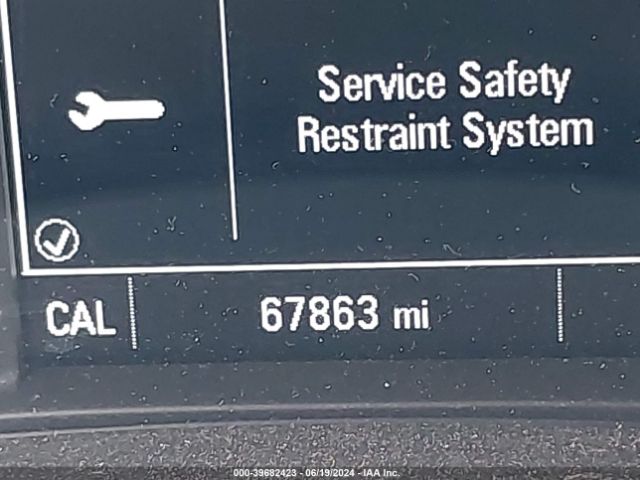 Service Safety
Restraint System
CAL 67863 mi
000-39682423 - 06/19/2024 - IAA Inc.